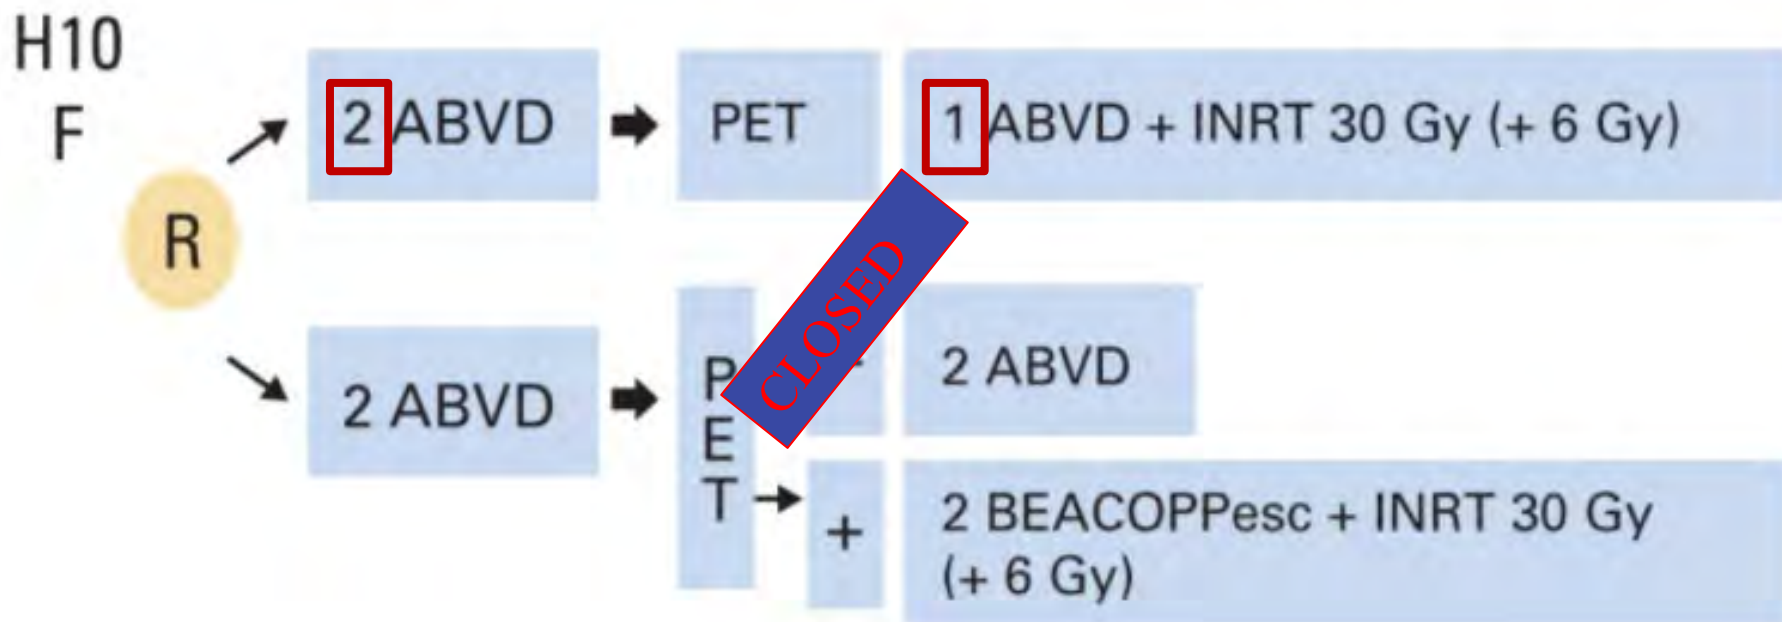 H10
F
R
2 ABVD
PET
1 ABVD + INRT 30 Gy (+ 6 Gy)
CLOSED
2 ABVD
PET
2 ABVD
+
2 BEACOPPesc + INRT 30 Gy
(+ 6 Gy)